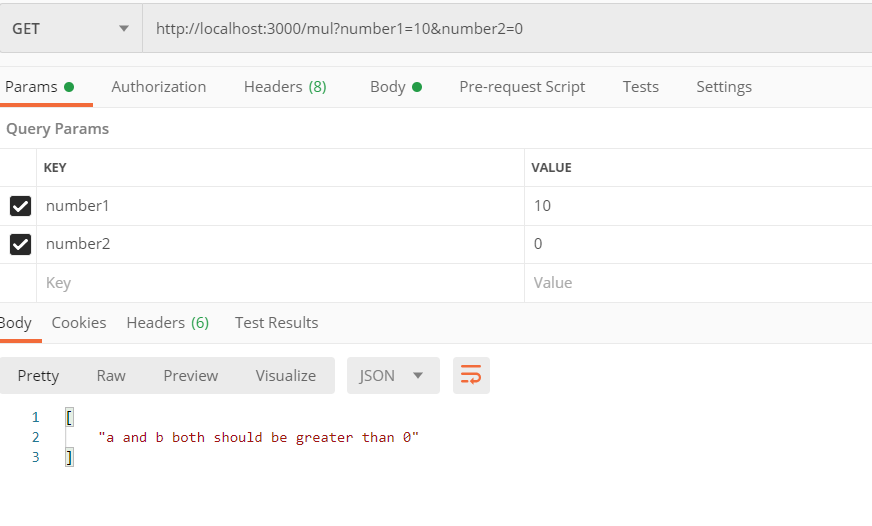 GET http://localhost:3000/mul?number1=10&number2=0
Params Authorization Headers (8) Body Pre-request Script Tests Settings
Query Params
KEY VALUE
number1 10
number2 0
Key Value
Body Cookies Headers (6) Test Results
Pretty Raw Preview Visualize JSON
1 [
2 "a and b both should be greater than 0"
3 ]